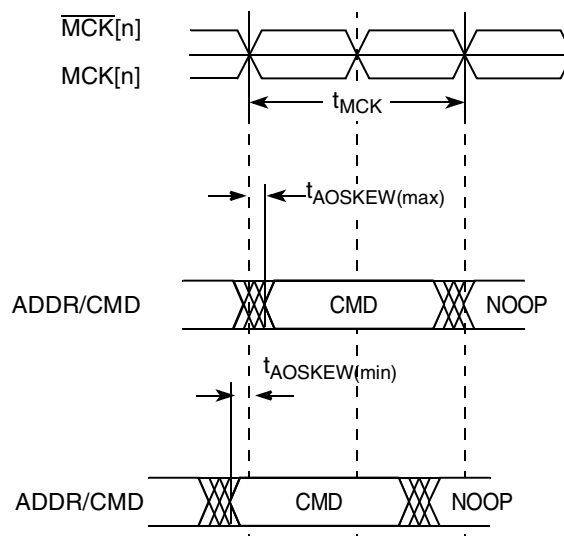 MCK[n]
MCK[n]
tMCK
tAOSKEW(max)
ADDR/CMD CMD NOOP
tAOSKEW(min)
ADDR/CMD CMD NOOP